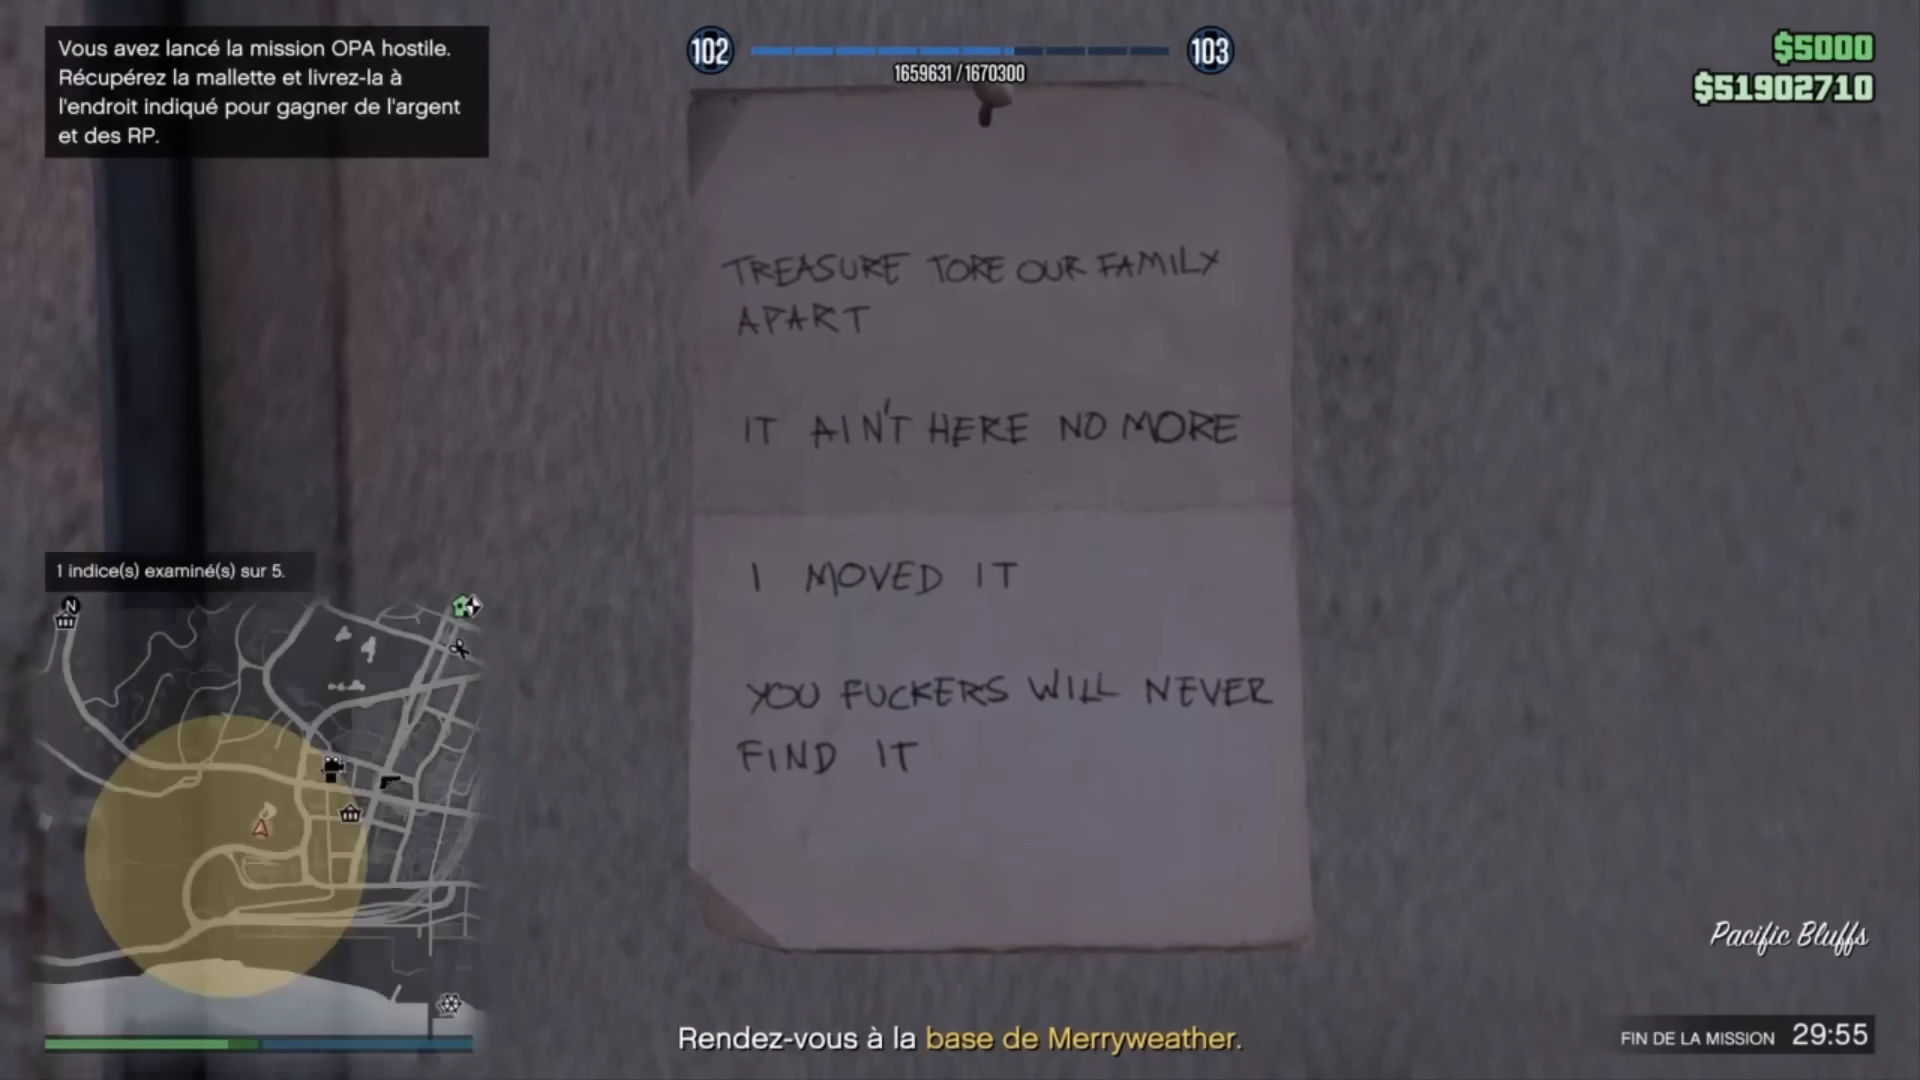 Vous avez lancé la mission OPA hostile.
Récupérez la mallette et livrez-la à
l'endroit indiqué pour gagner de l'argent
et des RP.
102
103
1659631/1670300
$5000
$51902710
TREASURE TORE OUR FAMILY
APART
IT AIN'T HERE NO MORE
I MOVED IT
YOU FUCKERS WILL NEVER
FIND IT
1 indice(s) examiné(s) sur 5.
N
Pacific Bluffs
Rendez-vous à la base de Merryweather.
FIN DE LA MISSION 29:55